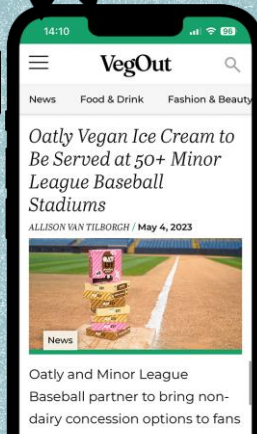 14:10
96
VegOut
News Food & Drink Fashion & Beauty
Oatly Vegan Ice Cream to
Be Served at 50+ Minor
League Baseball
Stadiums
ALLISON VAN TILBORGH / May 4, 2023
News
Oatly and Minor League
Baseball partner to bring non-
dairy concession options to fans